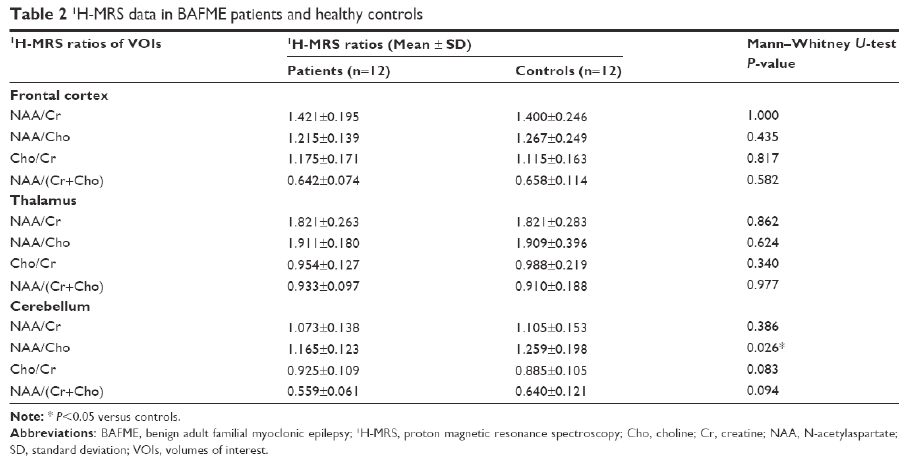 Table 2 ¹H-MRS data in BAFME patients and healthy controls
¹H-MRS ratios of VOIs ¹H-MRS ratios (Mean ± SD) Mann–Whitney U-test
Patients (n=12) Controls (n=12) P-value
Frontal cortex
NAA/Cr 1.421±0.195 1.400±0.246 1.000
NAA/Cho 1.215±0.139 1.267±0.249 0.435
Cho/Cr 1.175±0.171 1.115±0.163 0.817
NAA/(Cr+Cho) 0.642±0.074 0.658±0.114 0.582
Thalamus
NAA/Cr 1.821±0.263 1.821±0.283 0.862
NAA/Cho 1.911±0.180 1.909±0.396 0.624
Cho/Cr 0.954±0.127 0.988±0.219 0.340
NAA/(Cr+Cho) 0.933±0.097 0.910±0.188 0.977
Cerebellum
NAA/Cr 1.073±0.138 1.105±0.153 0.386
NAA/Cho 1.165±0.123 1.259±0.198 0.026*
Cho/Cr 0.925±0.109 0.885±0.105 0.083
NAA/(Cr+Cho) 0.559±0.061 0.640±0.121 0.094
Note: *P<0.05 versus controls.
Abbreviations: BAFME, benign adult familial myoclonic epilepsy; ¹H-MRS, proton magnetic resonance spectroscopy; Cho, choline; Cr, creatine; NAA, N-acetylaspartate;
SD, standard deviation; VOIs, volumes of interest.